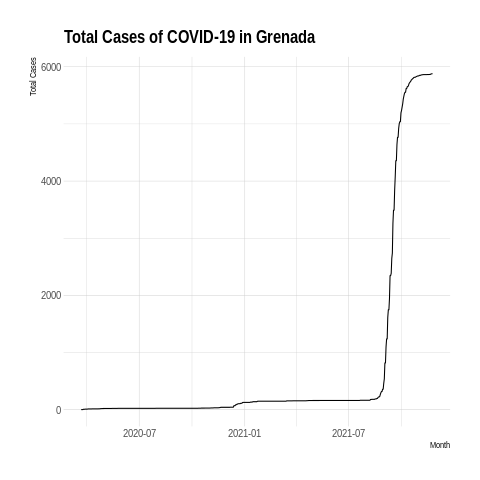 Total Cases of COVID-19 in Grenada
Total Cases
6000
4000
2000
0
2020-07 2021-01 2021-07
Month